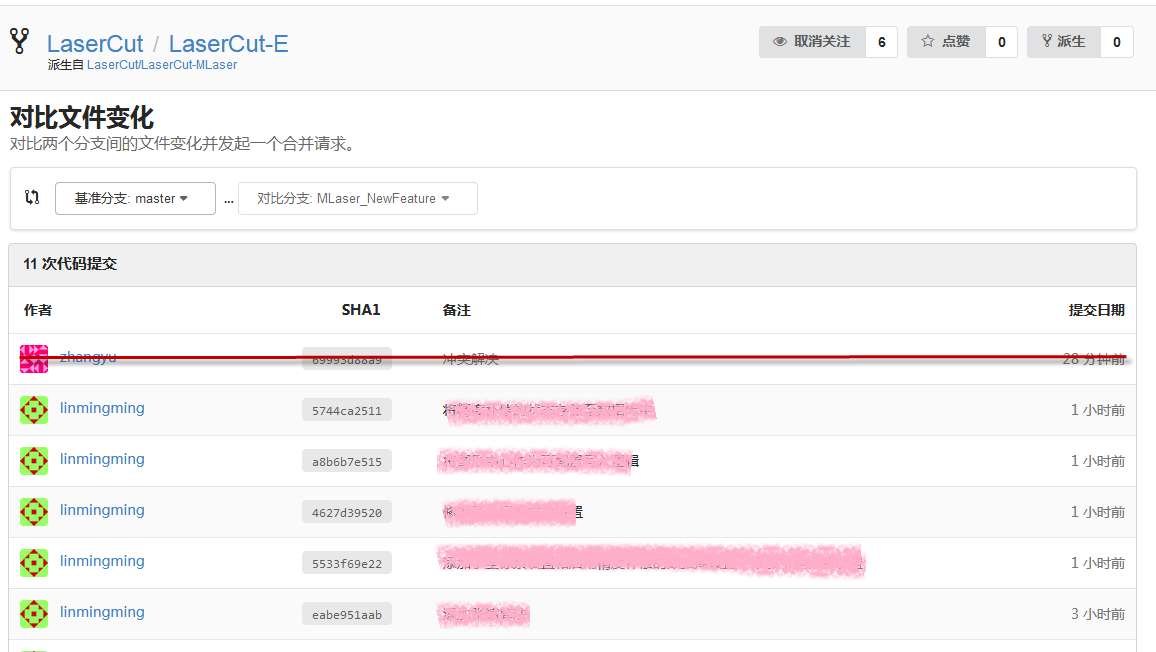 LaserCut / LaserCut-E
取消关注 6 点赞 0 派生 0
派生自 LaserCut/LaserCut-MLaser
对比文件变化
对比两个分支间的文件变化并发起一个合并请求。
基准分支: master ... 对比分支: MLaser_NewFeature
11 次代码提交
作者 SHA1 备注 提交日期
zhangyu 69993d88a9 冲突解决 28 分钟前
linmingming 5744ca2511 1 小时前
linmingming a8b6b7e515 1 小时前
linmingming 4627d39520 置 1 小时前
linmingming 5533f69e22 1 小时前
linmingming eabe951aab 3 小时前